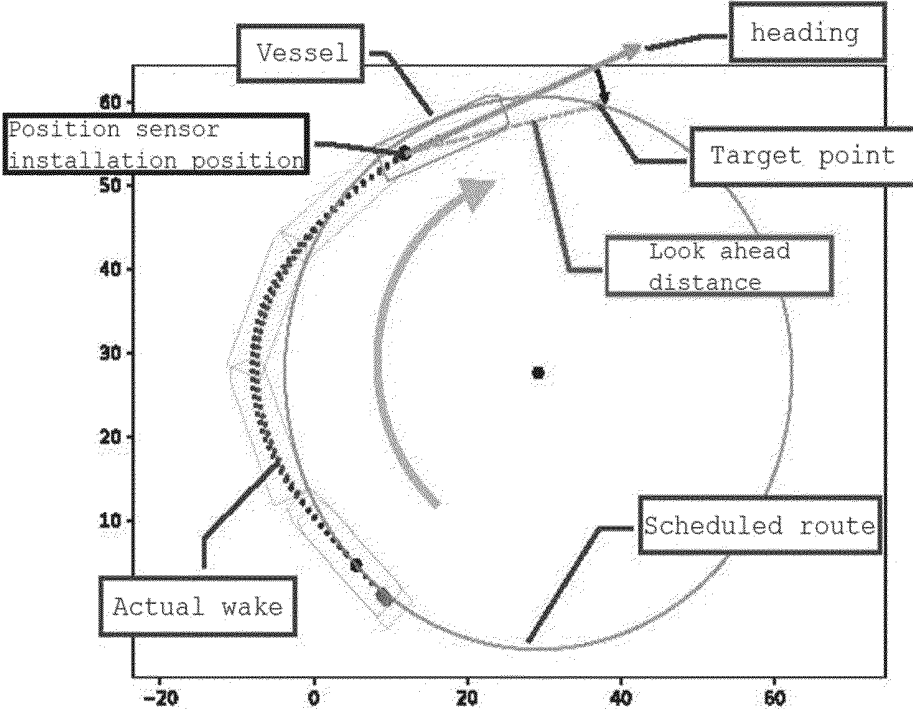 heading
Vessel
Position sensor
installation position
Target point
Look ahead
distance
Scheduled route
Actual wake
60
50
40
30
20
10
-20
0
20
40
60